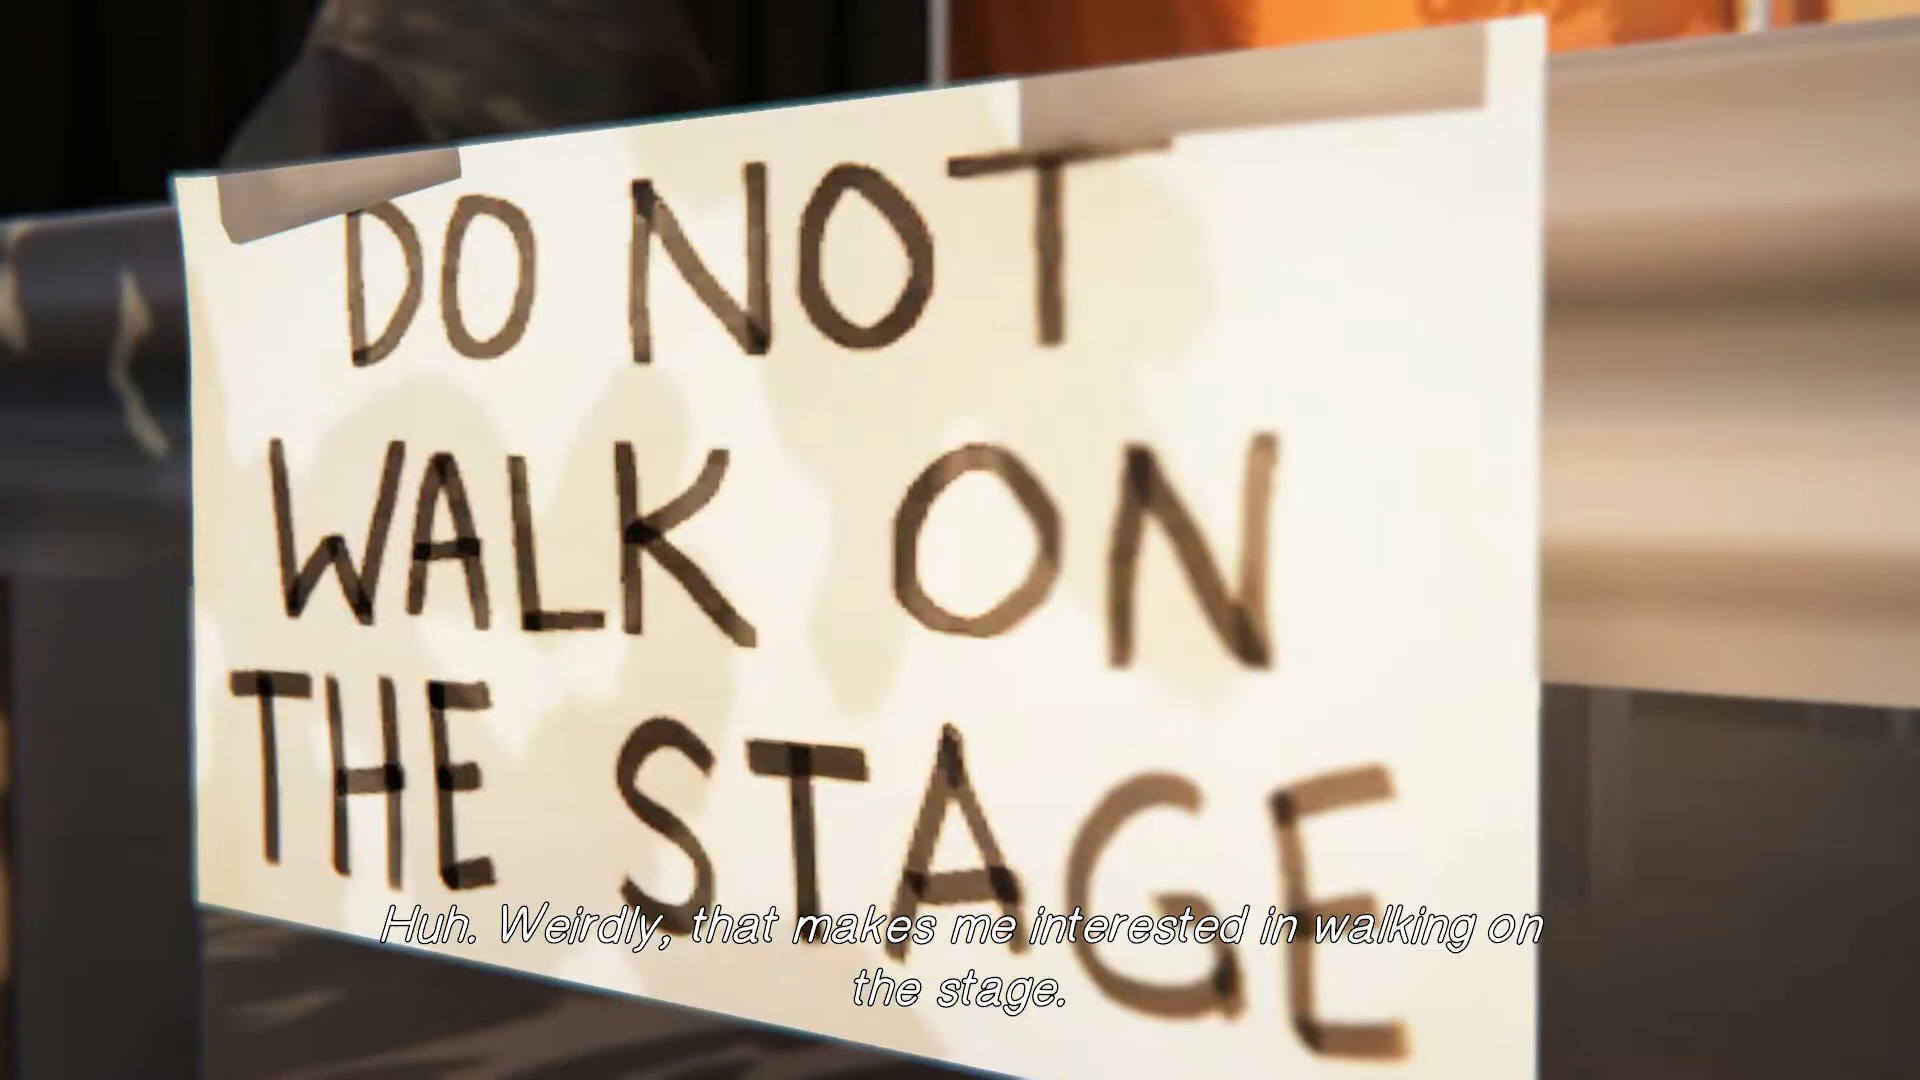 DO NOT
WALK ON
THE STAGE
Huh. Weirdly, that makes me interested in walking on
the stage.